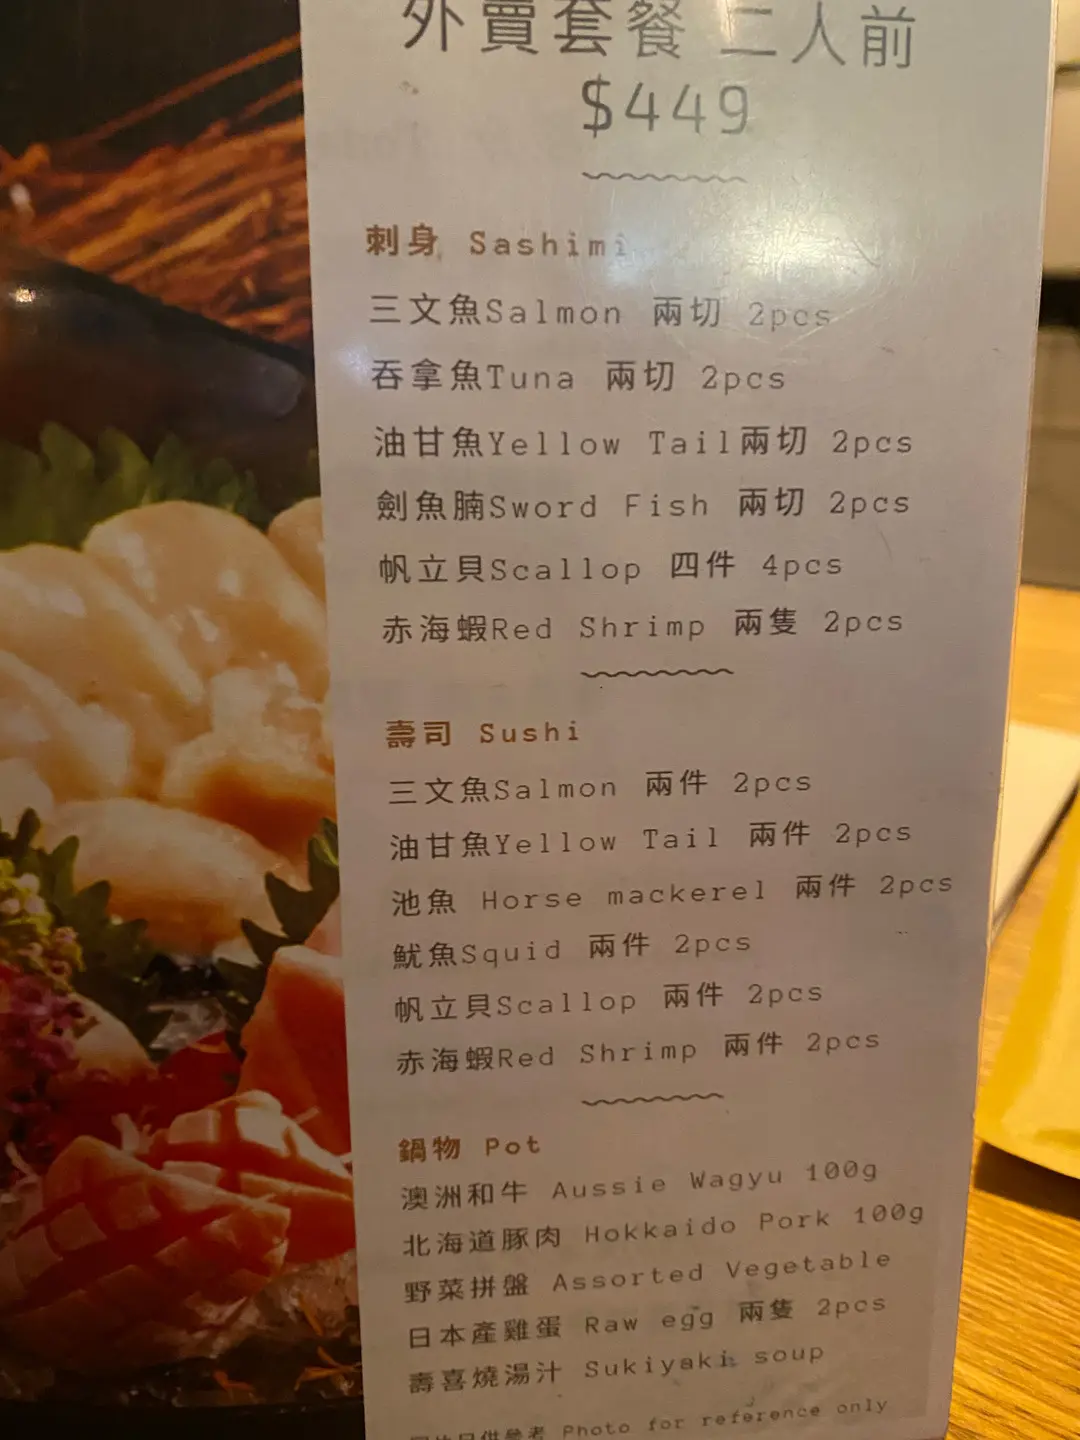 外賣套餐 二人前
$449
刺身 Sashimi
三文魚Salmon 兩切 2pcs
吞拿魚Tuna 兩切 2pcs
油甘魚Yellow Tail兩切 2pcs
劍魚腩Sword Fish 兩切 2pcs
帆立貝Scallop 四件 4pcs
赤海蝦Red Shrimp 兩隻 2pcs
壽司 Sushi
三文魚Salmon 兩件 2pcs
油甘魚Yellow Tail 兩件 2pcs
池魚 Horse mackerel 兩件 2pcs
魷魚Squid 兩件 2pcs
帆立貝Scallop 兩件 2pcs
赤海蝦Red Shrimp 兩件 2pcs
鍋物 Pot
澳洲和牛 Aussie Wagyu 100g
北海道豚肉 Hokkaido Pork 100g
野菜拼盤 Assorted Vegetable
日本產雞蛋 Raw egg 兩隻 2pcs
壽喜燒湯汁 Sukiyaki soup
Photo for reference only